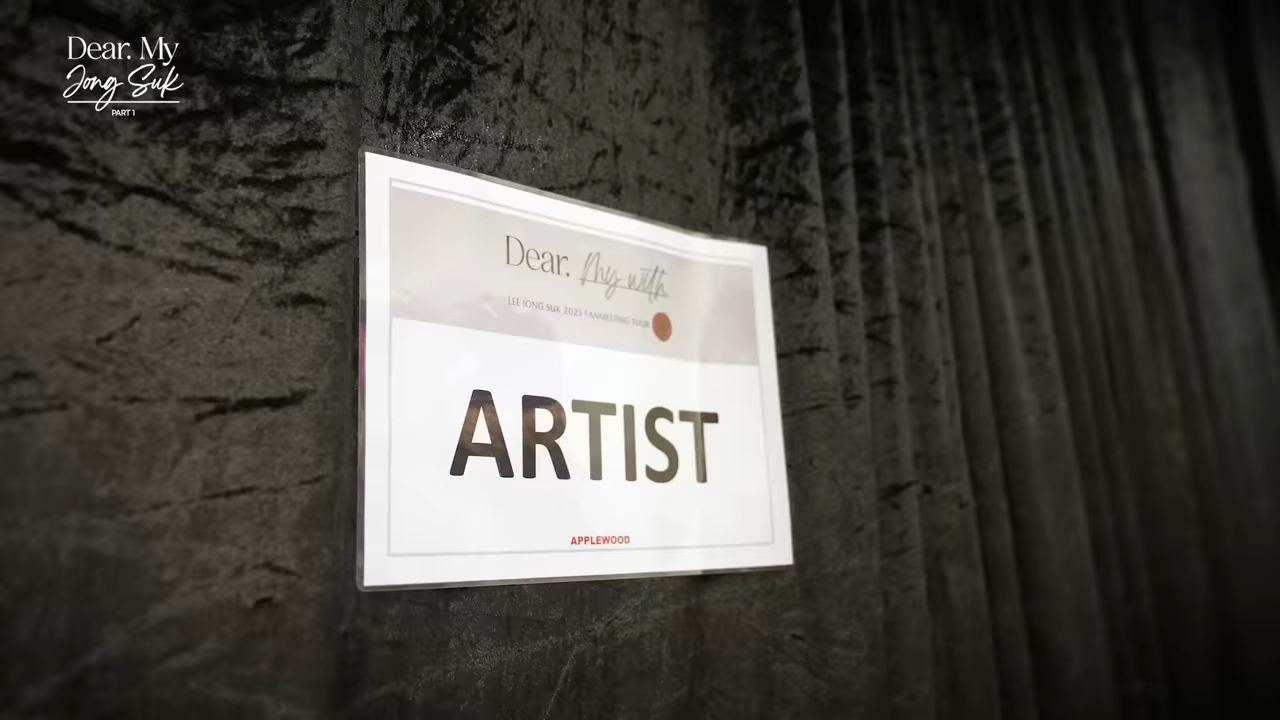 Dear. My
Jong Suk
PART 1
Dear. My with
LEE JONG SUK 2023 FANMEETING TOUR
ARTIST
APPLEWOOD